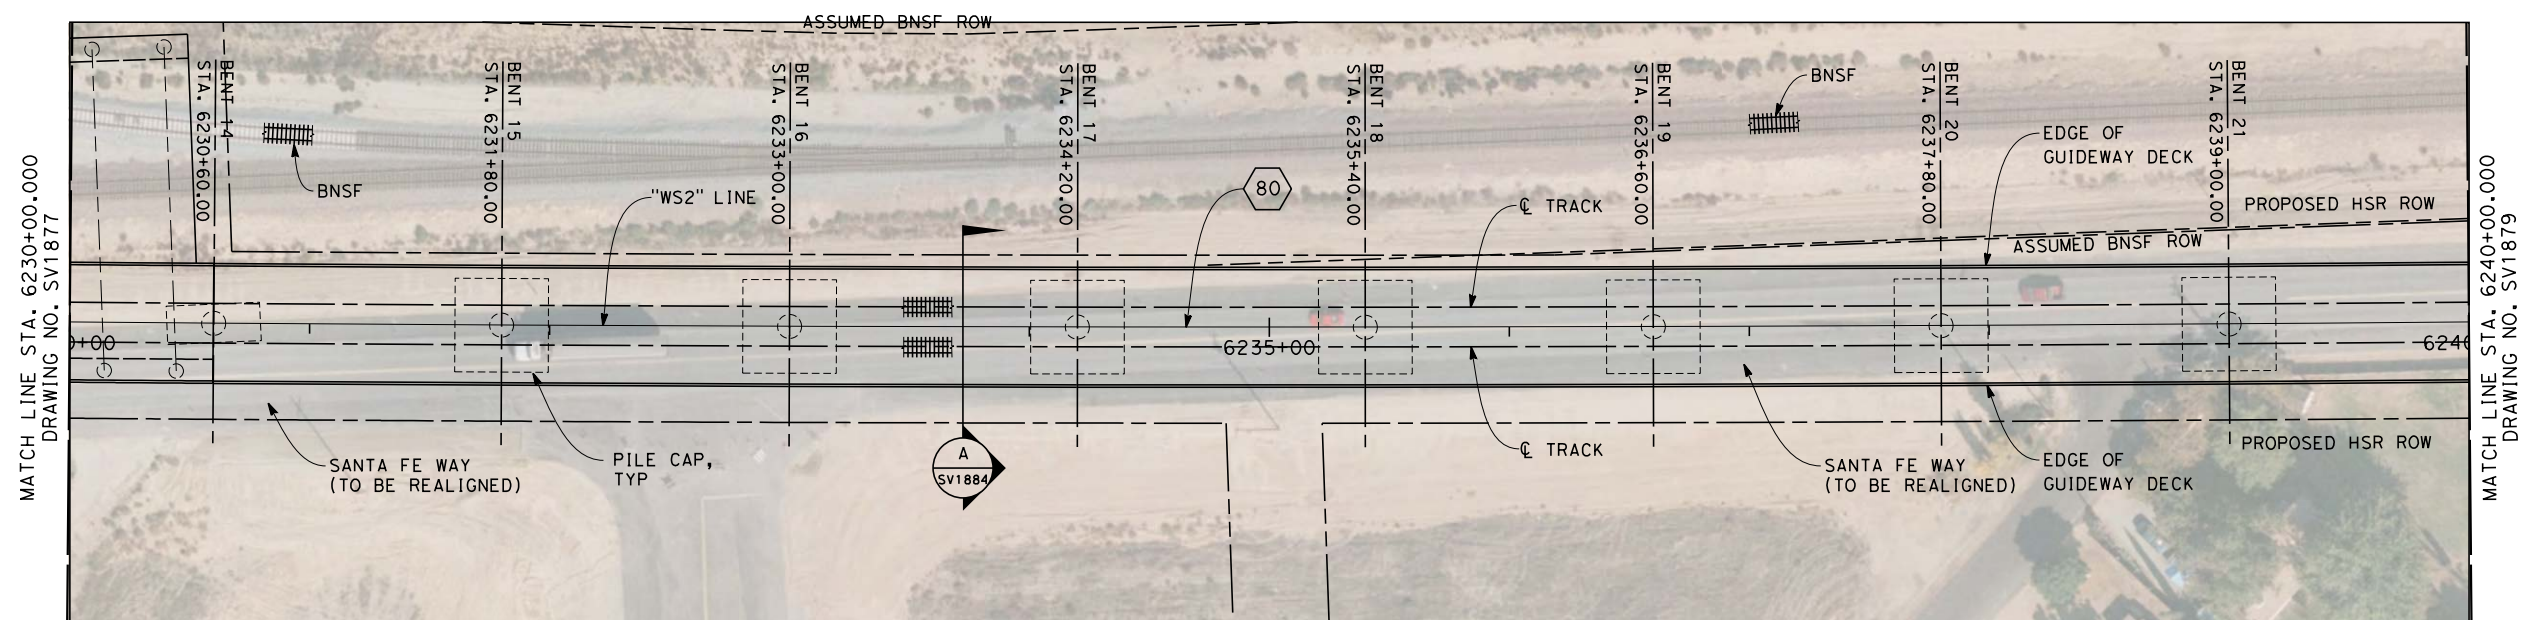 ASSUMED BNSF ROW
BENT 14
STA. 6230+60.00
BENT 15
STA. 6231+80.00
BENT 16
STA. 6233+00.00
BENT 17
STA. 6234+20.00
BENT 18
STA. 6235+40.00
BENT 19
STA. 6236+60.00
BENT 20
STA. 6237+80.00
BENT 21
STA. 6239+00.00
BNSF
BNSF
"WS2" LINE
80
℄ TRACK
EDGE OF
GUIDEWAY DECK
PROPOSED HSR ROW
ASSUMED BNSF ROW
MATCH LINE STA. 6230+00.000
DRAWING NO. SV1877
MATCH LINE STA. 6240+00.000
DRAWING NO. SV1879
0+00
6235+00
6240
SANTA FE WAY
(TO BE REALIGNED)
PILE CAP,
TYP
A
SV1884
℄ TRACK
SANTA FE WAY
(TO BE REALIGNED)
EDGE OF
GUIDEWAY DECK
PROPOSED HSR ROW